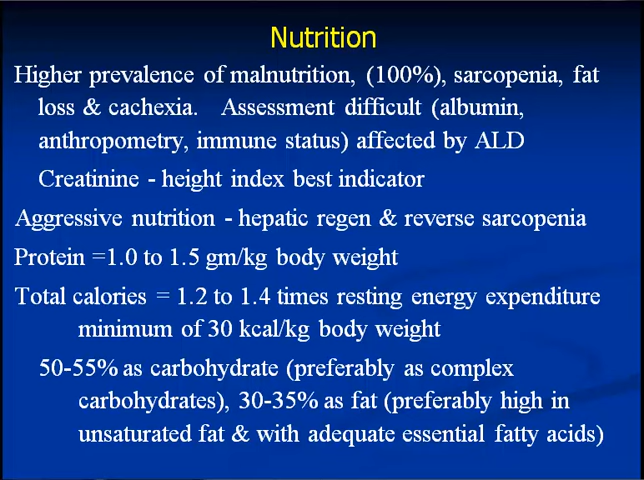 Nutrition
Higher prevalence of malnutrition, (100%), sarcopenia, fat
loss & cachexia. Assessment difficult (albumin,
anthropometry, immune status) affected by ALD
Creatinine - height index best indicator
Aggressive nutrition - hepatic regen & reverse sarcopenia
Protein =1.0 to 1.5 gm/kg body weight
Total calories = 1.2 to 1.4 times resting energy expenditure
minimum of 30 kcal/kg body weight
50-55% as carbohydrate (preferably as complex
carbohydrates), 30-35% as fat (preferably high in
unsaturated fat & with adequate essential fatty acids)